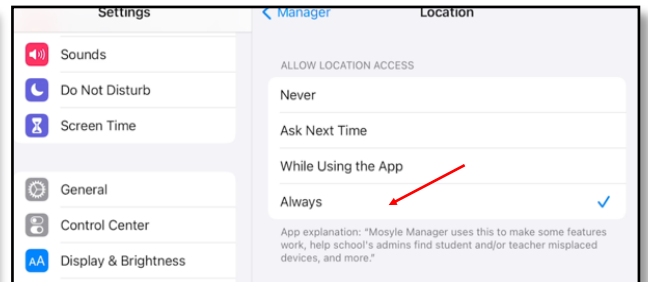 Settings
Sounds
Do Not Disturb
Screen Time
General
Control Center
AA Display & Brightness
Manager
Location
ALLOW LOCATION ACCESS
Never
Ask Next Time
While Using the App
Always
App explanation: “Mosyle Manager uses this to make some features
work, help school's admins find student and/or teacher misplaced
devices, and more.”